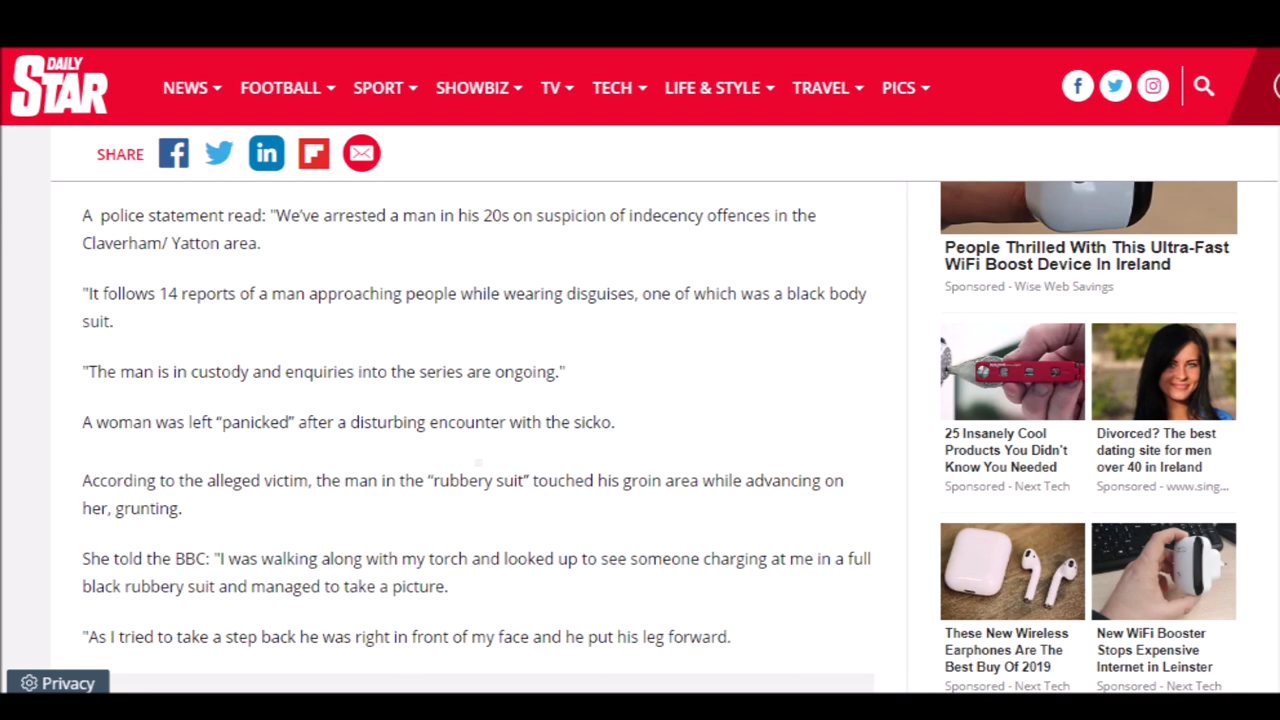 DAILY
STAR
NEWS FOOTBALL SPORT SHOWBIZ TV TECH LIFE & STYLE TRAVEL PICS
SHARE
A police statement read: "We've arrested a man in his 20s on suspicion of indecency offences in the
Claverham/ Yatton area.
"It follows 14 reports of a man approaching people while wearing disguises, one of which was a black body
suit.
"The man is in custody and enquiries into the series are ongoing."
A woman was left “panicked” after a disturbing encounter with the sicko.
According to the alleged victim, the man in the “rubbery suit” touched his groin area while advancing on
her, grunting.
She told the BBC: "I was walking along with my torch and looked up to see someone charging at me in a full
black rubbery suit and managed to take a picture.
"As I tried to take a step back he was right in front of my face and he put his leg forward.
Privacy
People Thrilled With This Ultra-Fast
WiFi Boost Device In Ireland
Sponsored - Wise Web Savings
25 Insanely Cool
Products You Didn't
Know You Needed
Sponsored - Next Tech
Divorced? The best
dating site for men
over 40 in Ireland
Sponsored - www.sing...
These New Wireless
Earphones Are The
Best Buy Of 2019
Sponsored - Next Tech
New WiFi Booster
Stops Expensive
Internet in Leinster
Sponsored - Next Tech